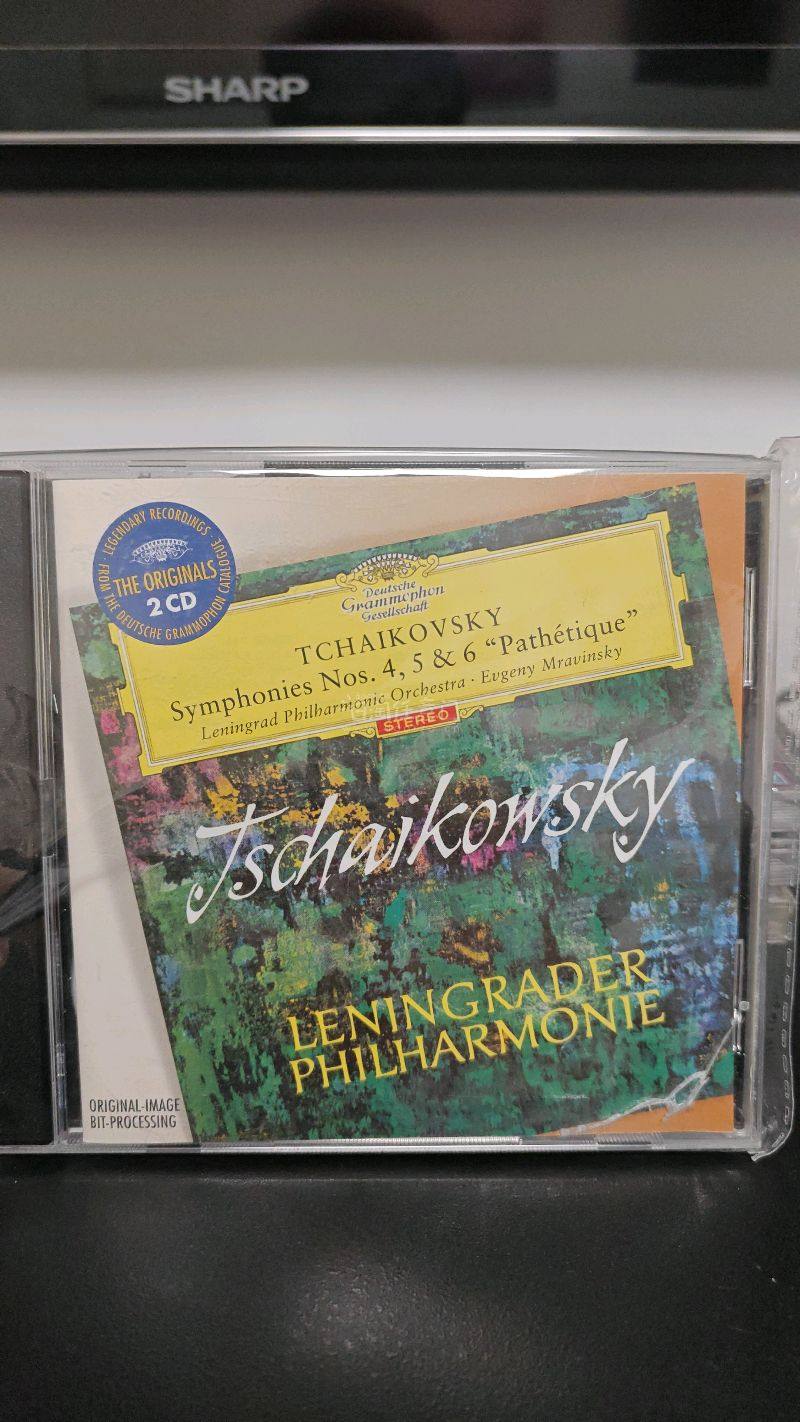 SHARP
LEGENDARY RECORDINGS
FROM THE DEUTSCHE GRAMMOPHON CATALOGUE
THE ORIGINALS
2 CD
Deutsche
Grammophon
Gesellschaft
TCHAIKOVSKY
Symphonies Nos. 4, 5 & 6 “Pathétique”
Leningrad Philharmonic Orchestra · Evgeny Mravinsky
STEREO
Tschaikowsky
LENINGRADER
PHILHARMONIE
ORIGINAL-IMAGE
BIT-PROCESSING